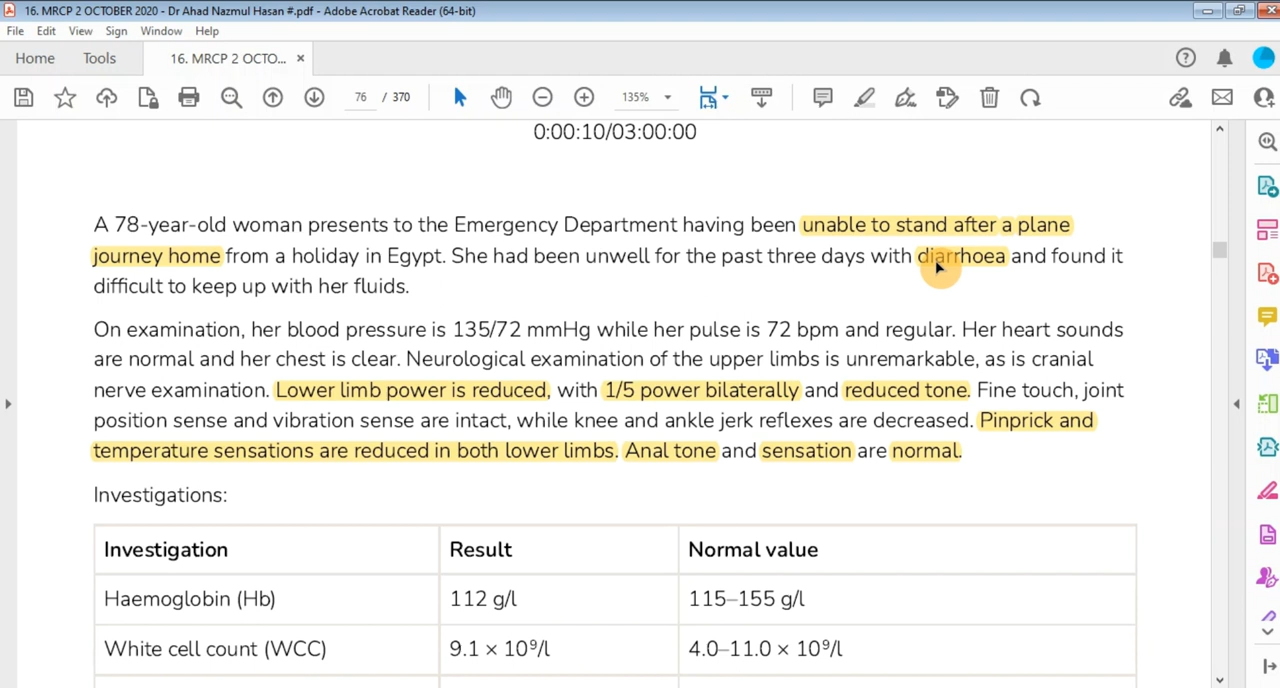 16. MRCP 2 OCTOBER 2020 - Dr Ahad Nazmul Hasan #.pdf - Adobe Acrobat Reader (64-bit)
File Edit View Sign Window Help
Home Tools 16. MRCP 2 OCTO... ×
76 / 370 135%
0:00:10/03:00:00
A 78-year-old woman presents to the Emergency Department having been unable to stand after a plane
journey home from a holiday in Egypt. She had been unwell for the past three days with diarrhoea and found it
difficult to keep up with her fluids.
On examination, her blood pressure is 135/72 mmHg while her pulse is 72 bpm and regular. Her heart sounds
are normal and her chest is clear. Neurological examination of the upper limbs is unremarkable, as is cranial
nerve examination. Lower limb power is reduced, with 1/5 power bilaterally and reduced tone. Fine touch, joint
position sense and vibration sense are intact, while knee and ankle jerk reflexes are decreased. Pinprick and
temperature sensations are reduced in both lower limbs. Anal tone and sensation are normal.
Investigations:
Investigation Result Normal value
Haemoglobin (Hb) 112 g/l 115–155 g/l
White cell count (WCC) 9.1 × 10⁹/l 4.0–11.0 × 10⁹/l